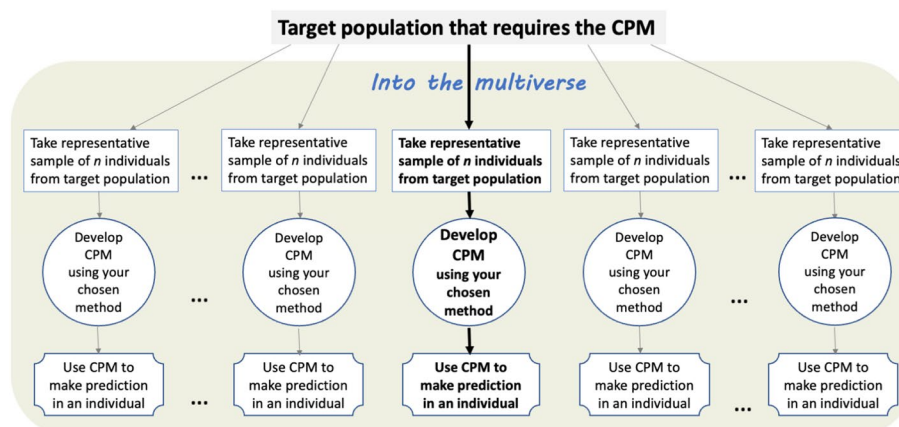 Target population that requires the CPM
Into the multiverse
Take representative
sample of n individuals
from target population
...
Take representative
sample of n individuals
from target population
Take representative
sample of n individuals
from target population
Take representative
sample of n individuals
from target population
...
Take representative
sample of n individuals
from target population
Develop
CPM
using your
chosen
method
...
Develop
CPM
using your
chosen
method
Develop
CPM
using your
chosen
method
Develop
CPM
using your
chosen
method
...
Develop
CPM
using your
chosen
method
Use CPM to
make prediction
in an individual
...
Use CPM to
make prediction
in an individual
Use CPM to
make prediction
in an individual
Use CPM to
make prediction
in an individual
...
Use CPM to
make prediction
in an individual